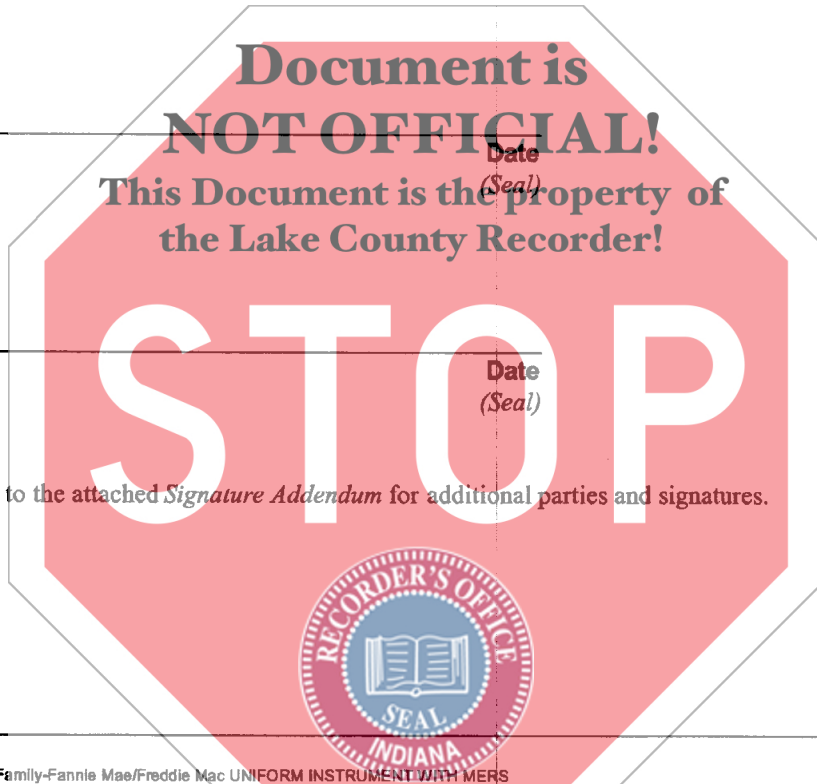 Document is
NOT OFFICIAL!
Date
This Document is the property of
(Seal)
the Lake County Recorder!
STOP
Date
(Seal)
to the attached Signature Addendum for additional parties and signatures.
RECORDER'S OFFICE
SEAL
INDIANA
Family-Fannie Mae/Freddie Mac UNIFORM INSTRUMENT WITH MERS